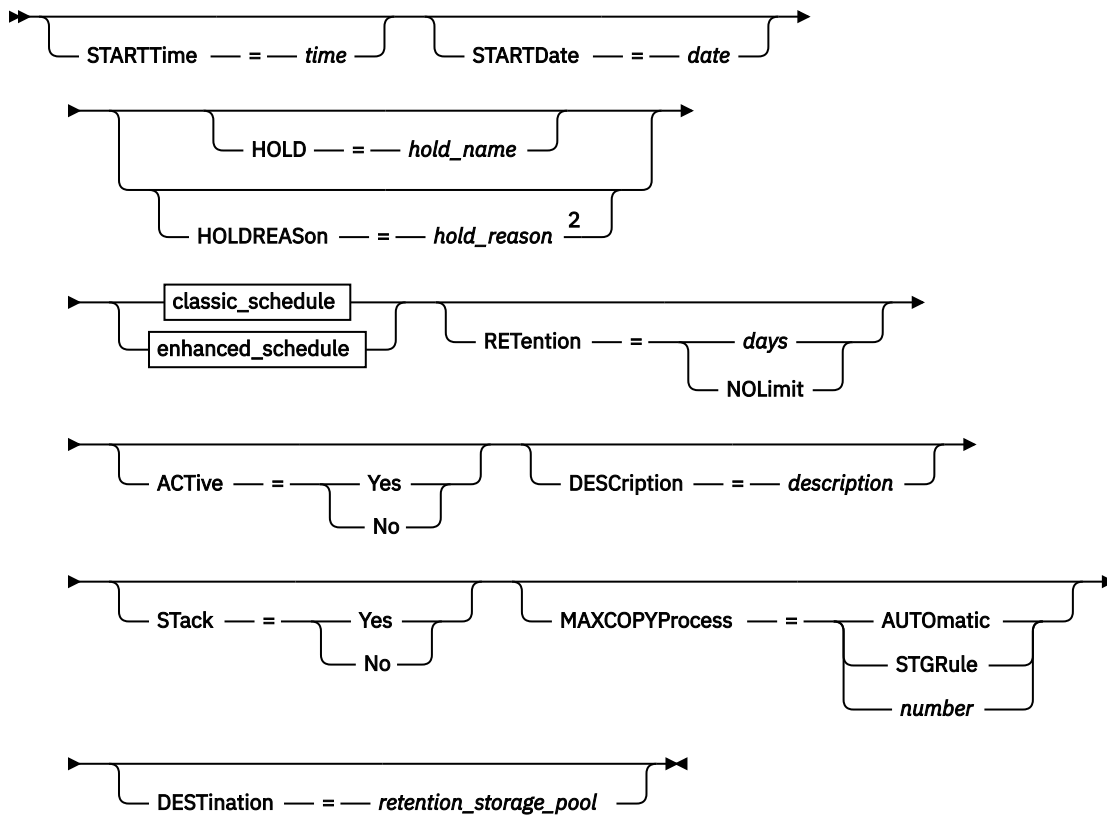 STARTTime = time STARTDate = date
HOLD = hold_name
HOLDREASon = hold_reason 2
classic_schedule
enhanced_schedule
RETention = days
NOLimit
ACTive = Yes
No
DESCription = description
STack = Yes
No
MAXCOPYProcess = AUTOmatic
STGRule
number
DESTination = retention_storage_pool